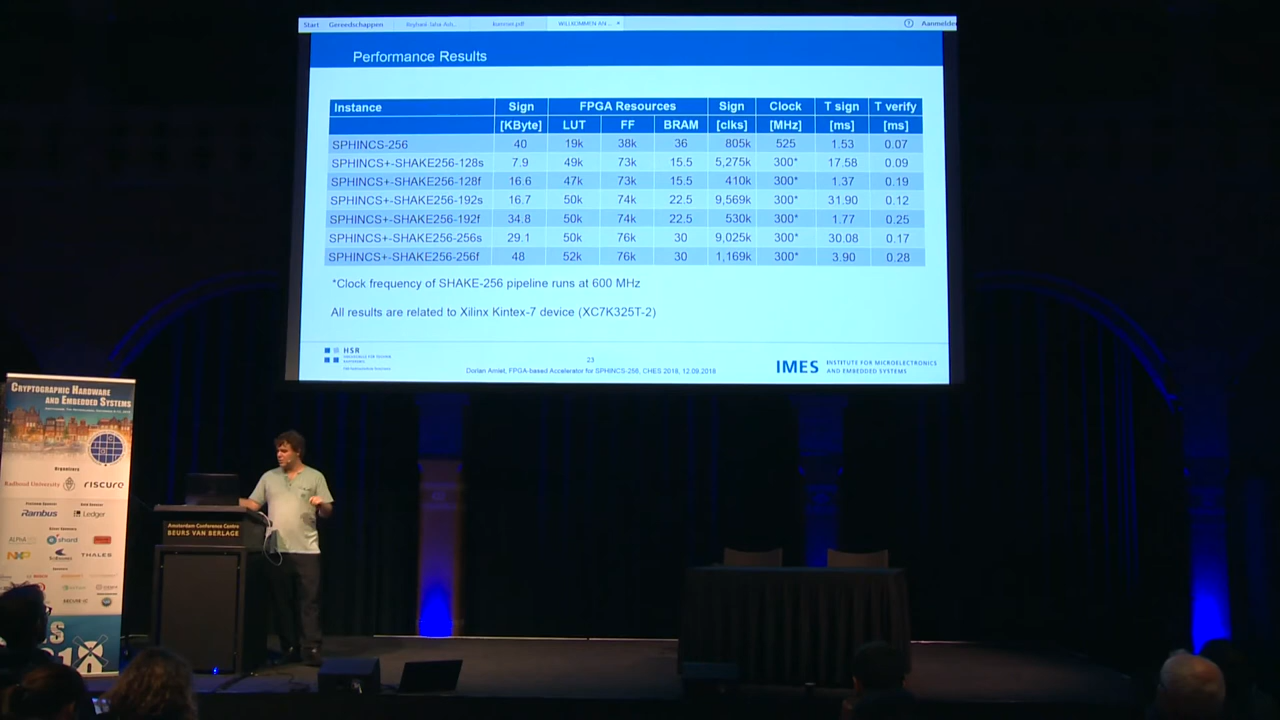 Start Gereedschappen kummer.pdf WILLKOMMEN AN ... × Aanmelden
Performance Results
Instance Sign FPGA Resources Sign Clock T sign T verify
[KByte] LUT FF BRAM [clks] [MHz] [ms] [ms]
SPHINCS-256 40 19k 38k 36 805k 525 1.53 0.07
SPHINCS+-SHAKE256-128s 7.9 49k 73k 15.5 5,275k 300* 17.58 0.09
SPHINCS+-SHAKE256-128f 16.6 47k 73k 15.5 410k 300* 1.37 0.19
SPHINCS+-SHAKE256-192s 16.7 50k 74k 22.5 9,569k 300* 31.90 0.12
SPHINCS+-SHAKE256-192f 34.8 50k 74k 22.5 530k 300* 1.77 0.25
SPHINCS+-SHAKE256-256s 29.1 50k 76k 30 9,025k 300* 30.08 0.17
SPHINCS+-SHAKE256-256f 48 52k 76k 30 1,169k 300* 3.90 0.28
*Clock frequency of SHAKE-256 pipeline runs at 600 MHz
All results are related to Xilinx Kintex-7 device (XC7K325T-2)
HSR
23
Dorian Amiet, FPGA-based Accelerator for SPHINCS-256, CHES 2018, 12.09.2018
IMES INSTITUTE FOR MICROELECTRONICS
AND EMBEDDED SYSTEMS
CRYPTOGRAPHIC HARDWARE
AND EMBEDDED SYSTEMS
Organizers
Radboud University riscure
Rambus Ledger
THALES
NXP
Amsterdam Conference Centre
BEURS VAN BERLAGE